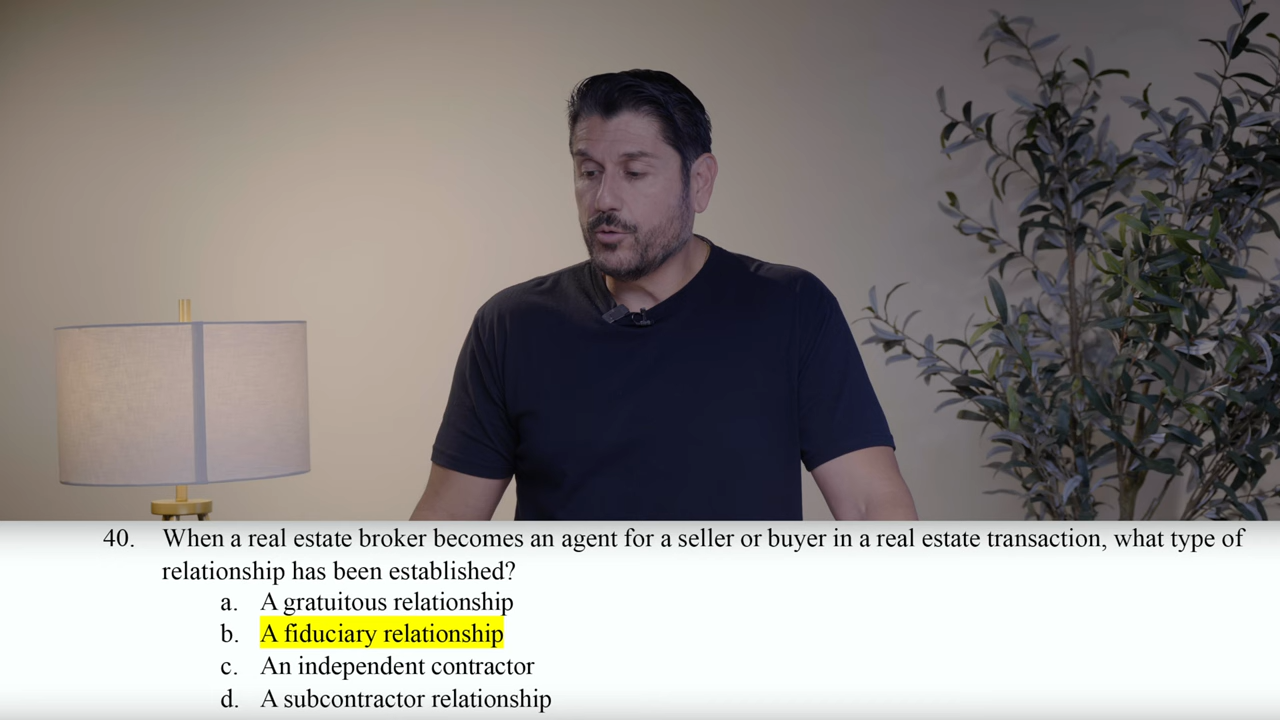 40. When a real estate broker becomes an agent for a seller or buyer in a real estate transaction, what type of
relationship has been established?
a. A gratuitous relationship
b. A fiduciary relationship
c. An independent contractor
d. A subcontractor relationship